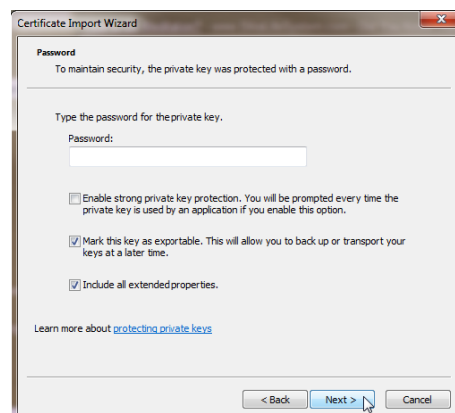 Certificate Import Wizard
Password
To maintain security, the private key was protected with a password.
Type the password for the private key.
Password:
Enable strong private key protection. You will be prompted every time the
private key is used by an application if you enable this option.
Mark this key as exportable. This will allow you to back up or transport your
keys at a later time.
Include all extended properties.
Learn more about protecting private keys
< Back Next > Cancel